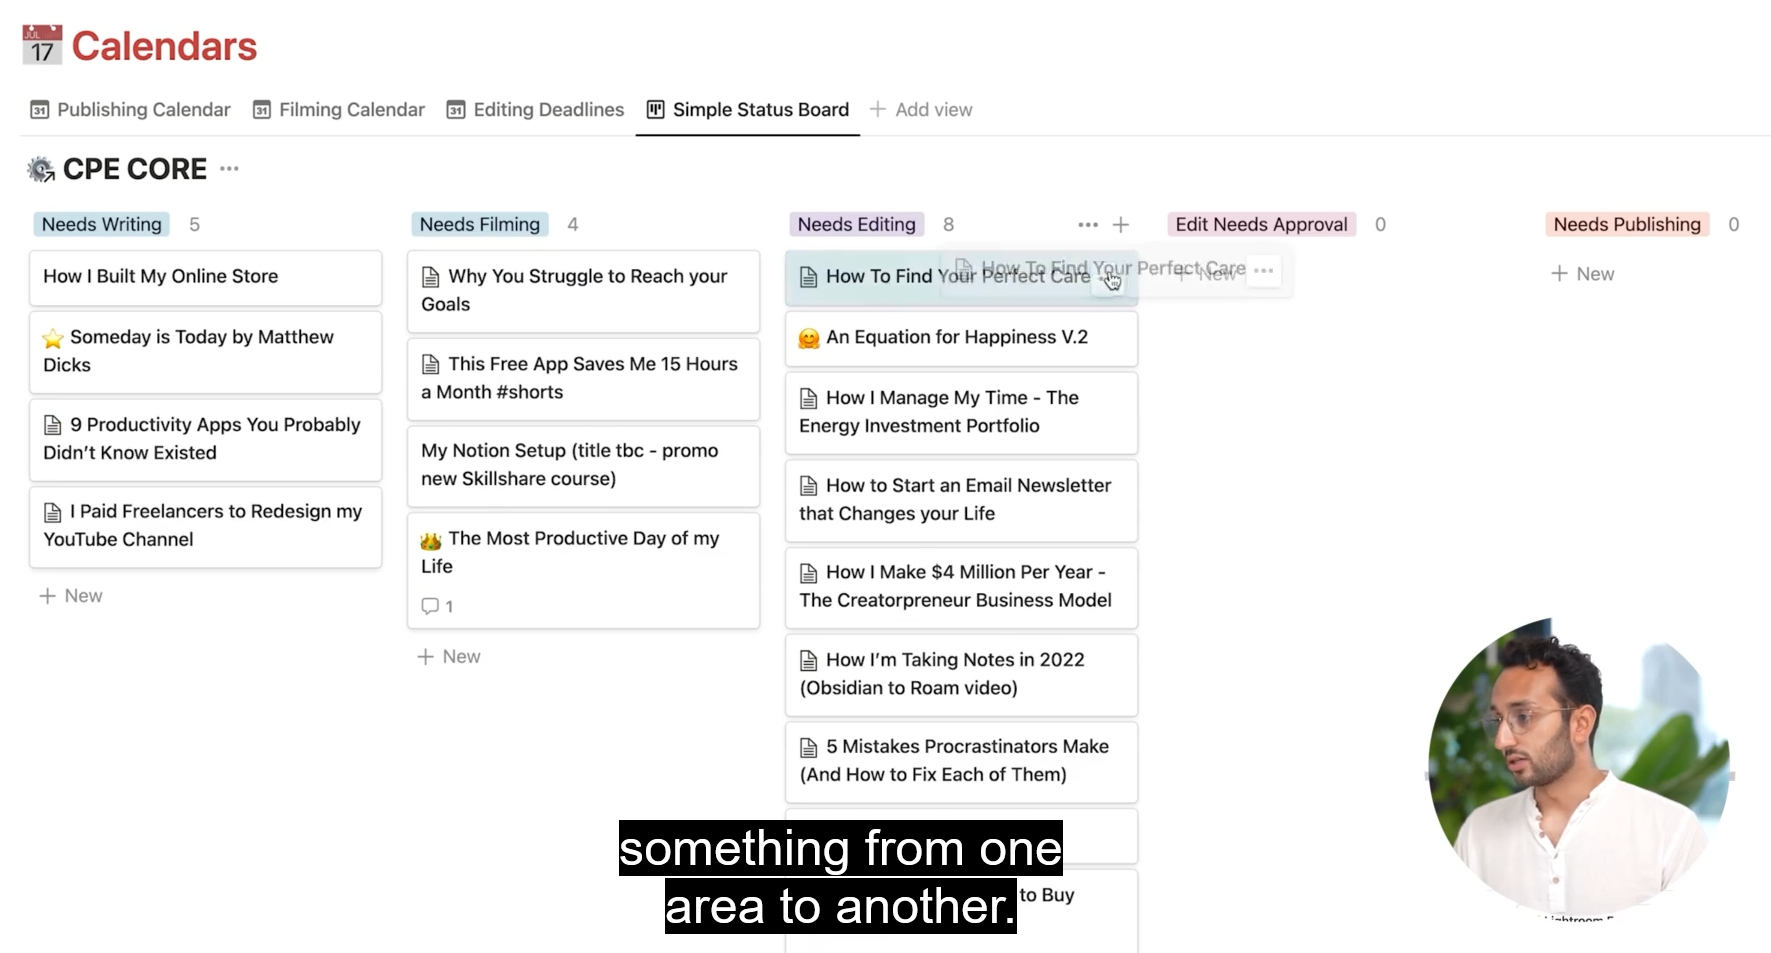 JUL
17
Calendars
31 Publishing Calendar
31 Filming Calendar
31 Editing Deadlines
Simple Status Board
+ Add view
CPE CORE ...
Needs Writing 5
How I Built My Online Store
Someday is Today by Matthew
Dicks
9 Productivity Apps You Probably
Didn't Know Existed
I Paid Freelancers to Redesign my
YouTube Channel
+ New
Needs Filming 4
Why You Struggle to Reach your
Goals
This Free App Saves Me 15 Hours
a Month #shorts
My Notion Setup (title tbc - promo
new Skillshare course)
The Most Productive Day of my
Life
1
+ New
Needs Editing 8 ... +
How To Find Your Perfect Care
How To Find Your Perfect Care ...
An Equation for Happiness V.2
How I Manage My Time - The
Energy Investment Portfolio
How to Start an Email Newsletter
that Changes your Life
How I Make $4 Million Per Year -
The Creatorpreneur Business Model
How I'm Taking Notes in 2022
(Obsidian to Roam video)
5 Mistakes Procrastinators Make
(And How to Fix Each of Them)
to Buy
Edit Needs Approval 0
+ New
Needs Publishing 0
+ New
something from one
area to another.